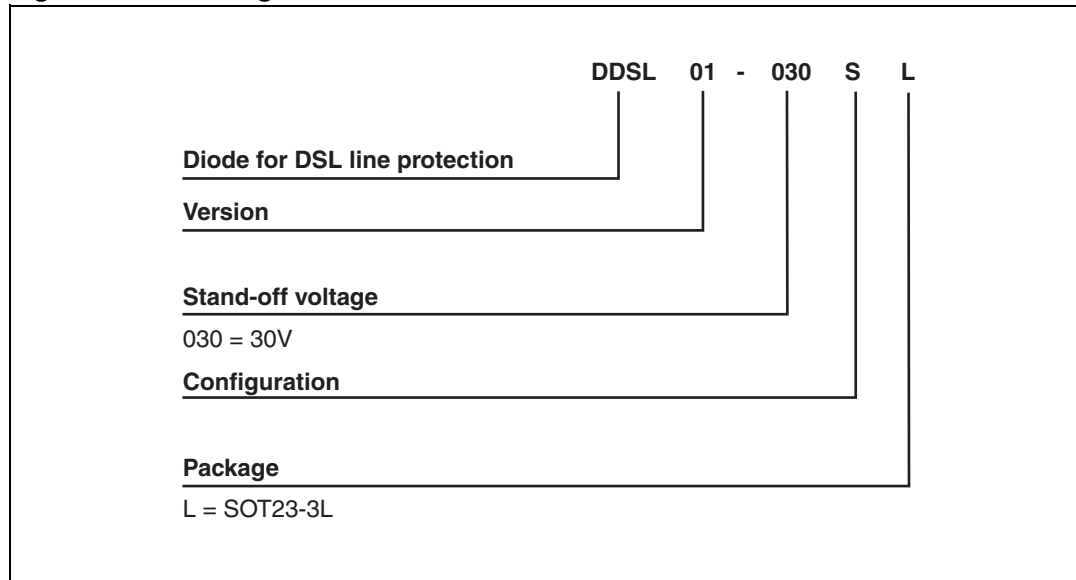 DDSL 01 - 030 S L
Diode for DSL line protection
Version
Stand-off voltage
030 = 30V
Configuration
Package
L = SOT23-3L